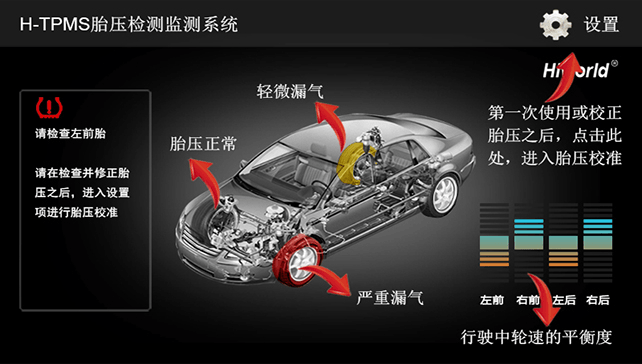 H-TPMS胎压检测监测系统
设置
Hiworld®
请检查左前胎
请在检查并修正胎
压之后，进入设置
项进行胎压校准
轻微漏气
胎压正常
严重漏气
第一次使用或校正
胎压之后，点击此
处，进入胎压校准
左前 右前 左后 右后
行驶中轮速的平衡度